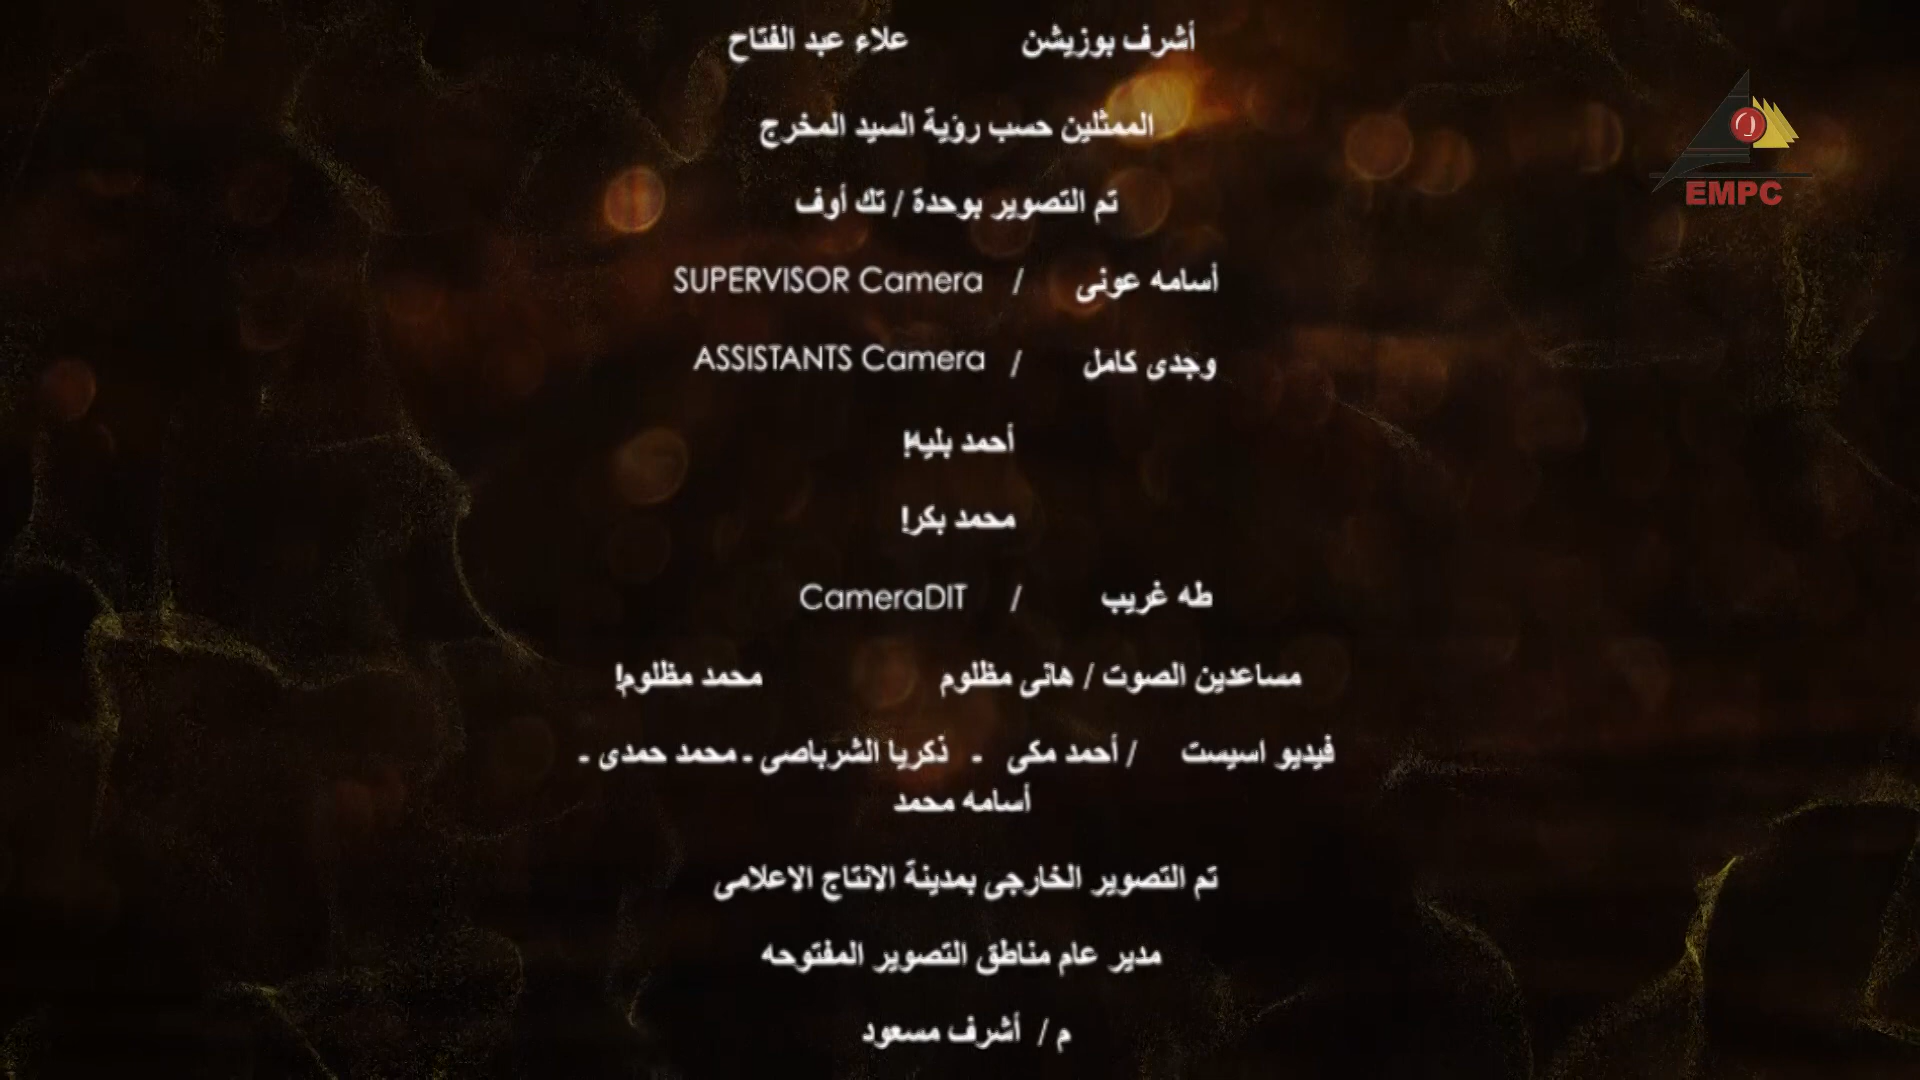 أشرف بوزيشن علاء عبد الفتاح
الممثلين حسب رؤية السيد المخرج
تم التصوير بوحدة / تك أوف
أسامه عونى / SUPERVISOR Camera
وجدى كامل / ASSISTANTS Camera
أحمد بليه!
محمد بكر!
طه غريب / CameraDIT
مساعدين الصوت / هانى مظلوم محمد مظلوم!
فيديو اسيست / أحمد مكى - ذكريا الشرباصى - محمد حمدى -
أسامه محمد
تم التصوير الخارجى بمدينة الانتاج الاعلامى
مدير عام مناطق التصوير المفتوحه
م / أشرف مسعود
EMPC